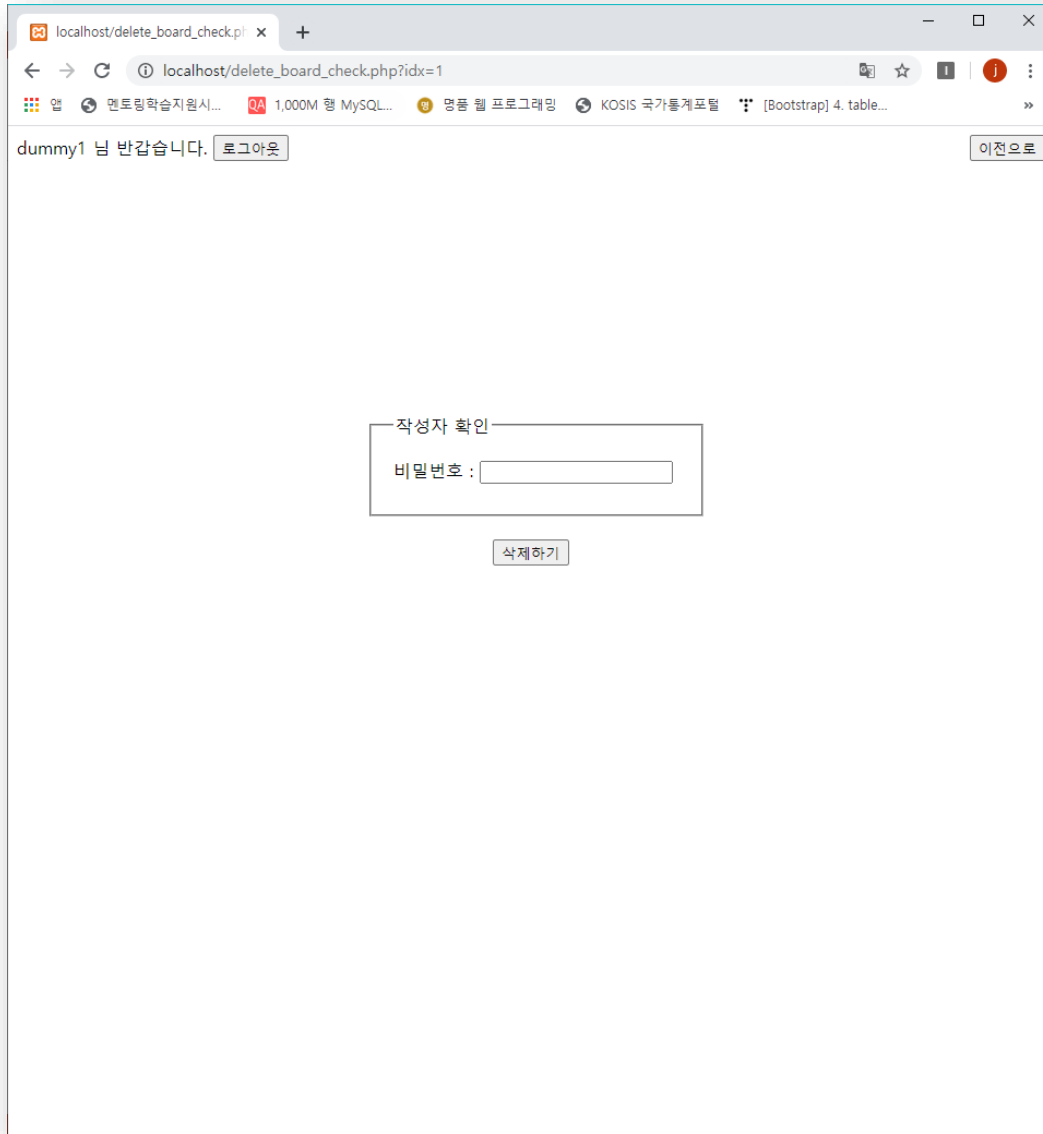 localhost/delete_board_check.ph
localhost/delete_board_check.php?idx=1
앱 멘토링학습지원시... QA 1,000M 행 MySQL... 명품 웹 프로그래밍 KOSIS 국가통계포털 [Bootstrap] 4. table... »
dummy1 님 반갑습니다. 로그아웃 이전으로
작성자 확인
비밀번호 :
삭제하기